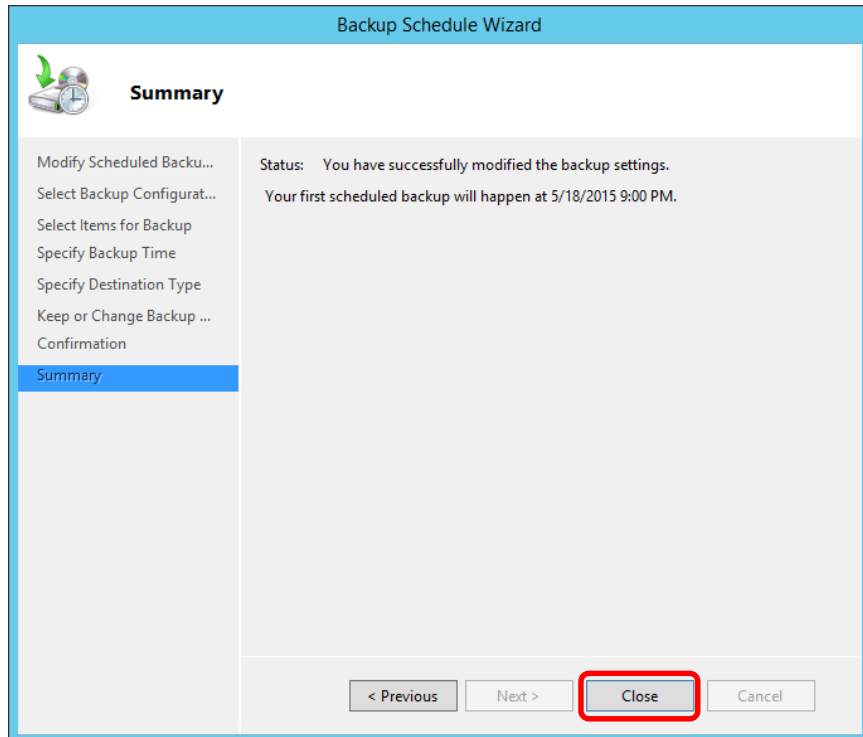 Backup Schedule Wizard
Summary
Modify Scheduled Backu...
Select Backup Configurat...
Select Items for Backup
Specify Backup Time
Specify Destination Type
Keep or Change Backup ...
Confirmation
Summary
Status: You have successfully modified the backup settings.
Your first scheduled backup will happen at 5/18/2015 9:00 PM.
< Previous Next > Close Cancel